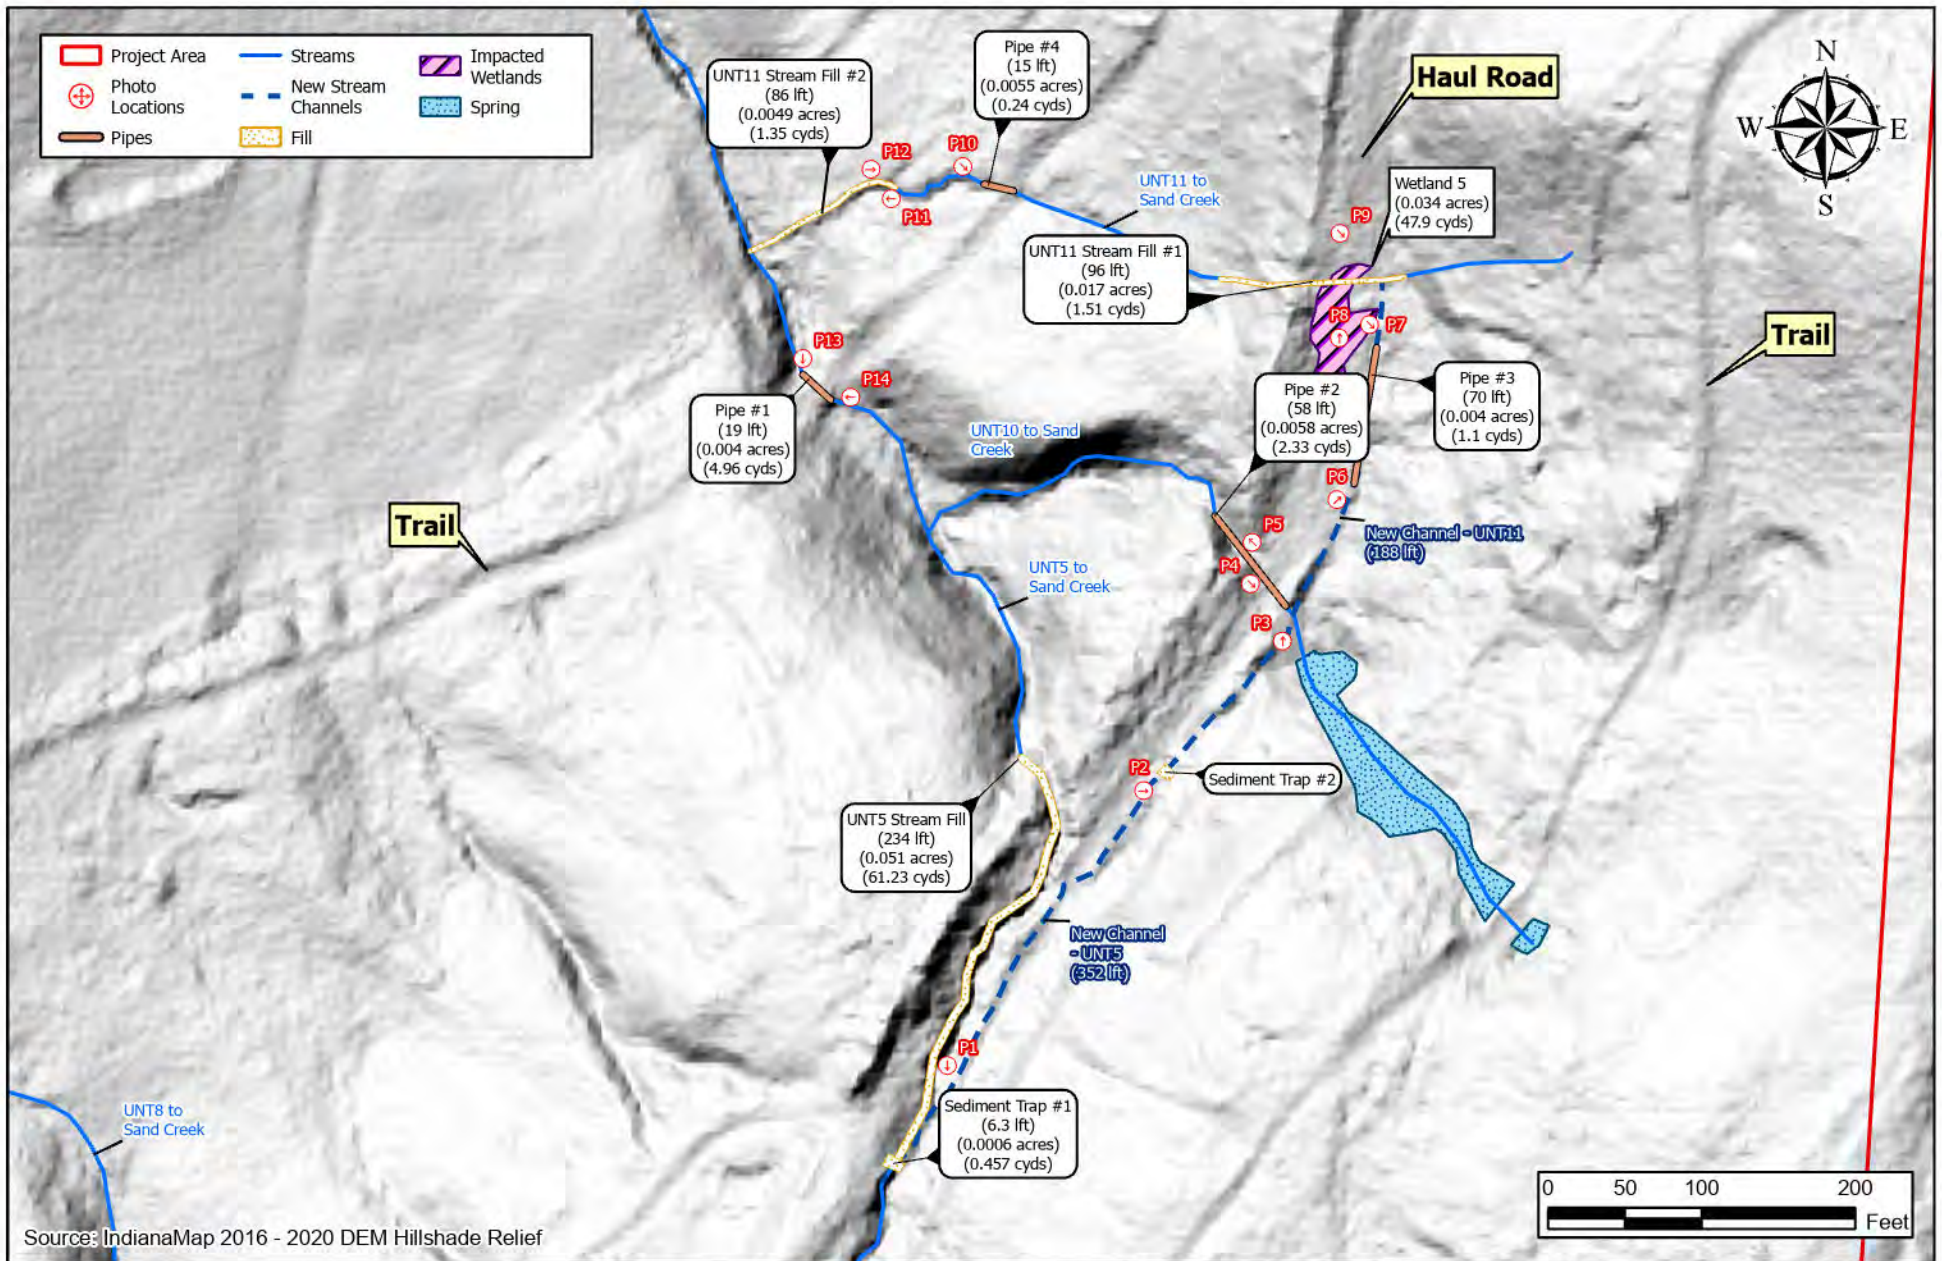 Project Area
Photo
Locations
Pipes
Streams
New Stream
Channels
Fill
Impacted
Wetlands
Spring
UNT11 Stream Fill #2
(86 lft)
(0.0049 acres)
(1.35 cyds)
Pipe #4
(15 lft)
(0.0055 acres)
(0.24 cyds)
Haul Road
N
W
E
S
P12
P10
P11
UNT11 to
Sand Creek
Wetland 5
(0.034 acres)
(47.9 cyds)
P9
UNT11 Stream Fill #1
(96 lft)
(0.017 acres)
(1.51 cyds)
P8
P7
Trail
P13
P14
Pipe #1
(19 lft)
(0.004 acres)
(4.96 cyds)
Pipe #2
(58 lft)
(0.0058 acres)
(2.33 cyds)
Pipe #3
(70 lft)
(0.004 acres)
(1.1 cyds)
UNT10 to Sand
Creek
P6
Trail
P5
New Channel - UNT11
(188 lft)
P4
UNT5 to
Sand Creek
P3
P2
Sediment Trap #2
UNT5 Stream Fill
(234 lft)
(0.051 acres)
(61.23 cyds)
New Channel
- UNT5
(352 lft)
P1
Sediment Trap #1
(6.3 lft)
(0.0006 acres)
(0.457 cyds)
UNT8 to
Sand Creek
0 50 100 200
Feet
Source: IndianaMap 2016 - 2020 DEM Hillshade Relief